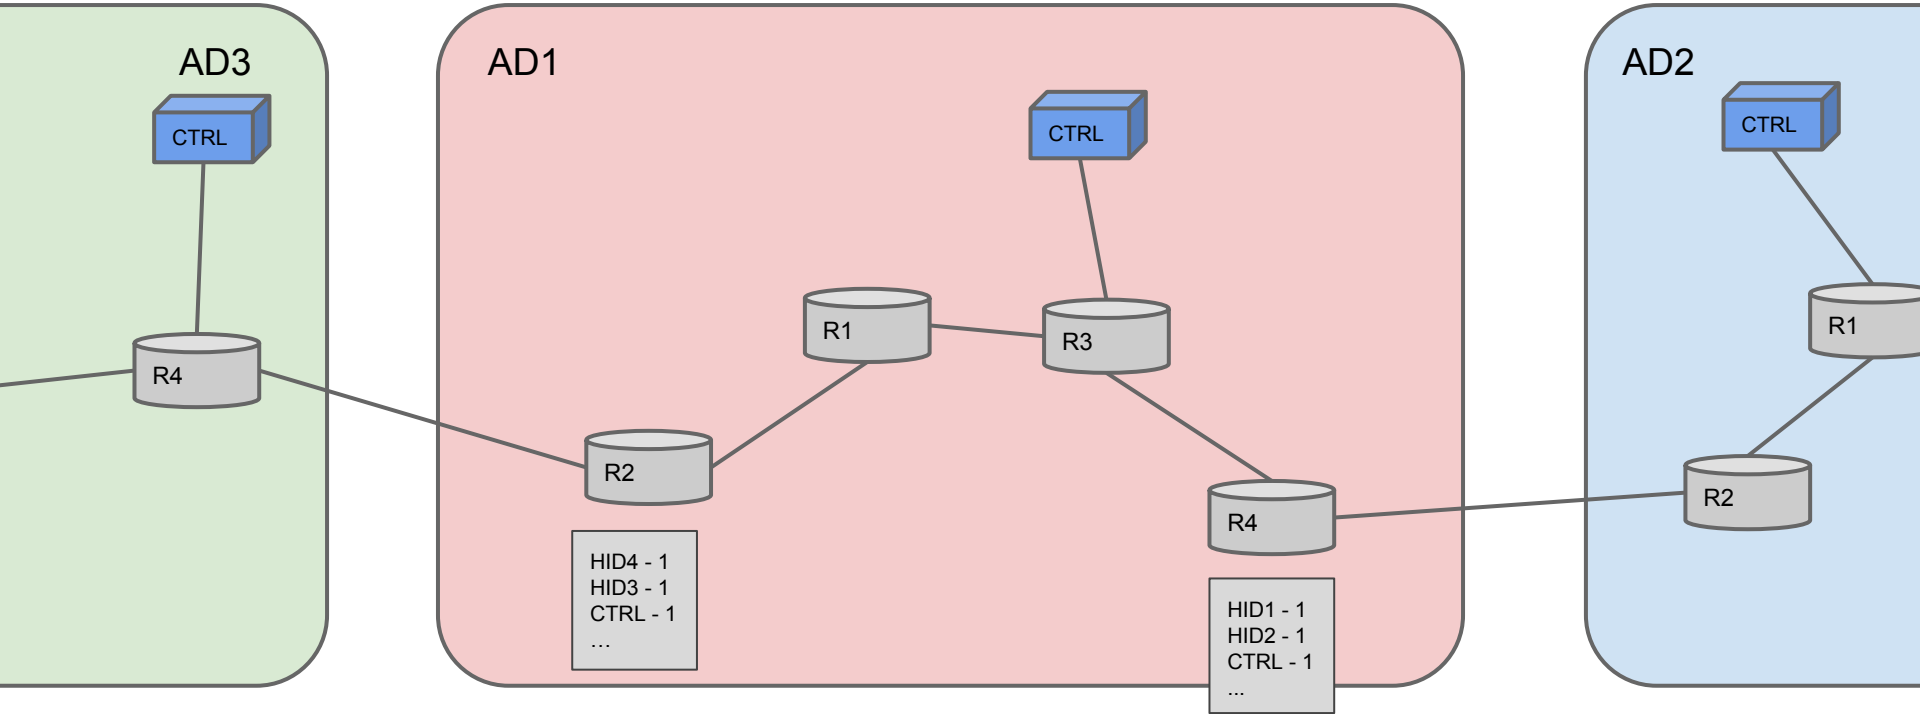 AD3
CTRL
R4
AD1
CTRL
R1
R3
R2
R4
HID4 - 1
HID3 - 1
CTRL - 1
…
HID1 - 1
HID2 - 1
CTRL - 1
...
AD2
CTRL
R1
R2